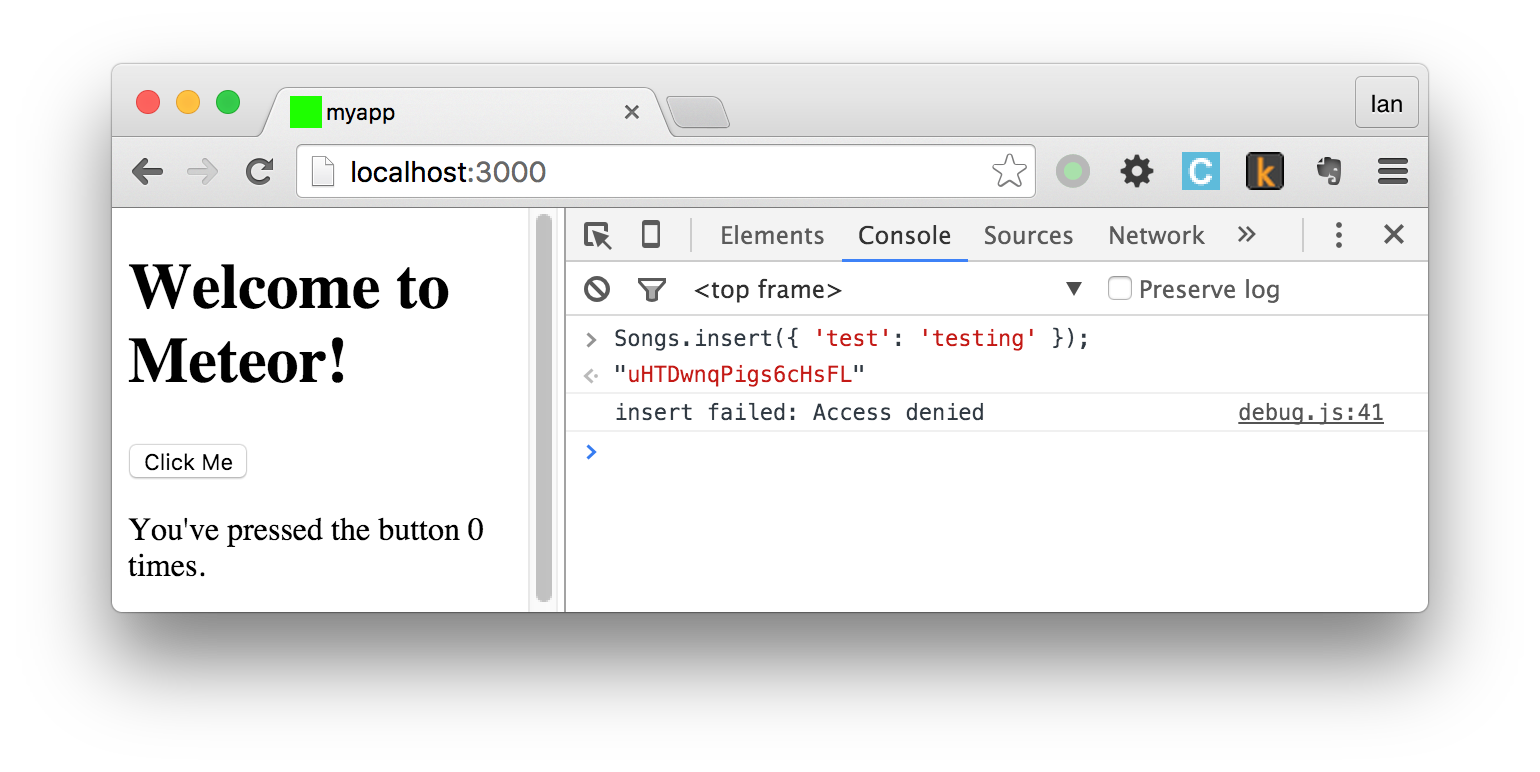 myapp
Ian
localhost:3000
Welcome to
Meteor!
Click Me
You've pressed the button 0
times.
Elements Console Sources Network »
<top frame> ▼ Preserve log
> Songs.insert({ 'test': 'testing' });
"uHTDwnqPigs6cHsFL"
insert failed: Access denied debug.js:41
>
C
k